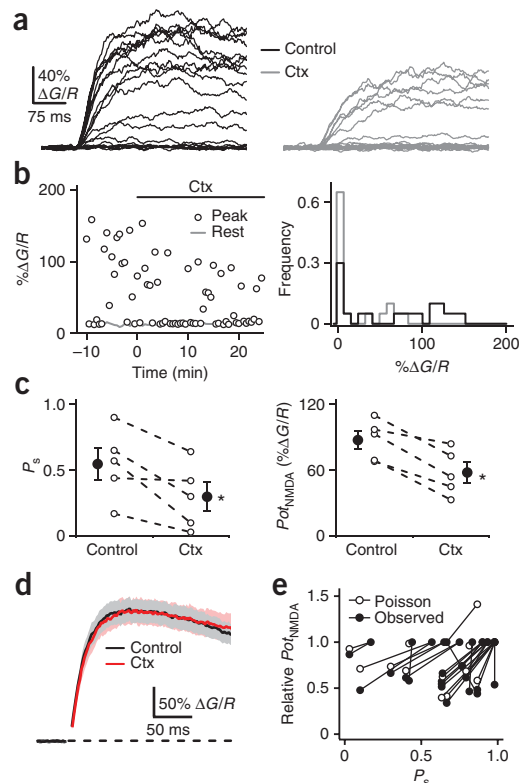 a
40%
ΔG/R
75 ms
Control
Ctx
b
Ctx
200
100
0
%ΔG/R
Peak
Rest
–10 0 10 20
Time (min)
0.6
0.3
0
Frequency
0 100 200
%ΔG/R
c
1.0
0.5
0
Ps
*
Control Ctx
120
60
0
PotNMDA (%ΔG/R)
*
Control Ctx
d
Control
Ctx
50% ΔG/R
50 ms
e
Poisson
Observed
1.5
1.0
0.5
0
Relative PotNMDA
0 0.5 1.0
Ps